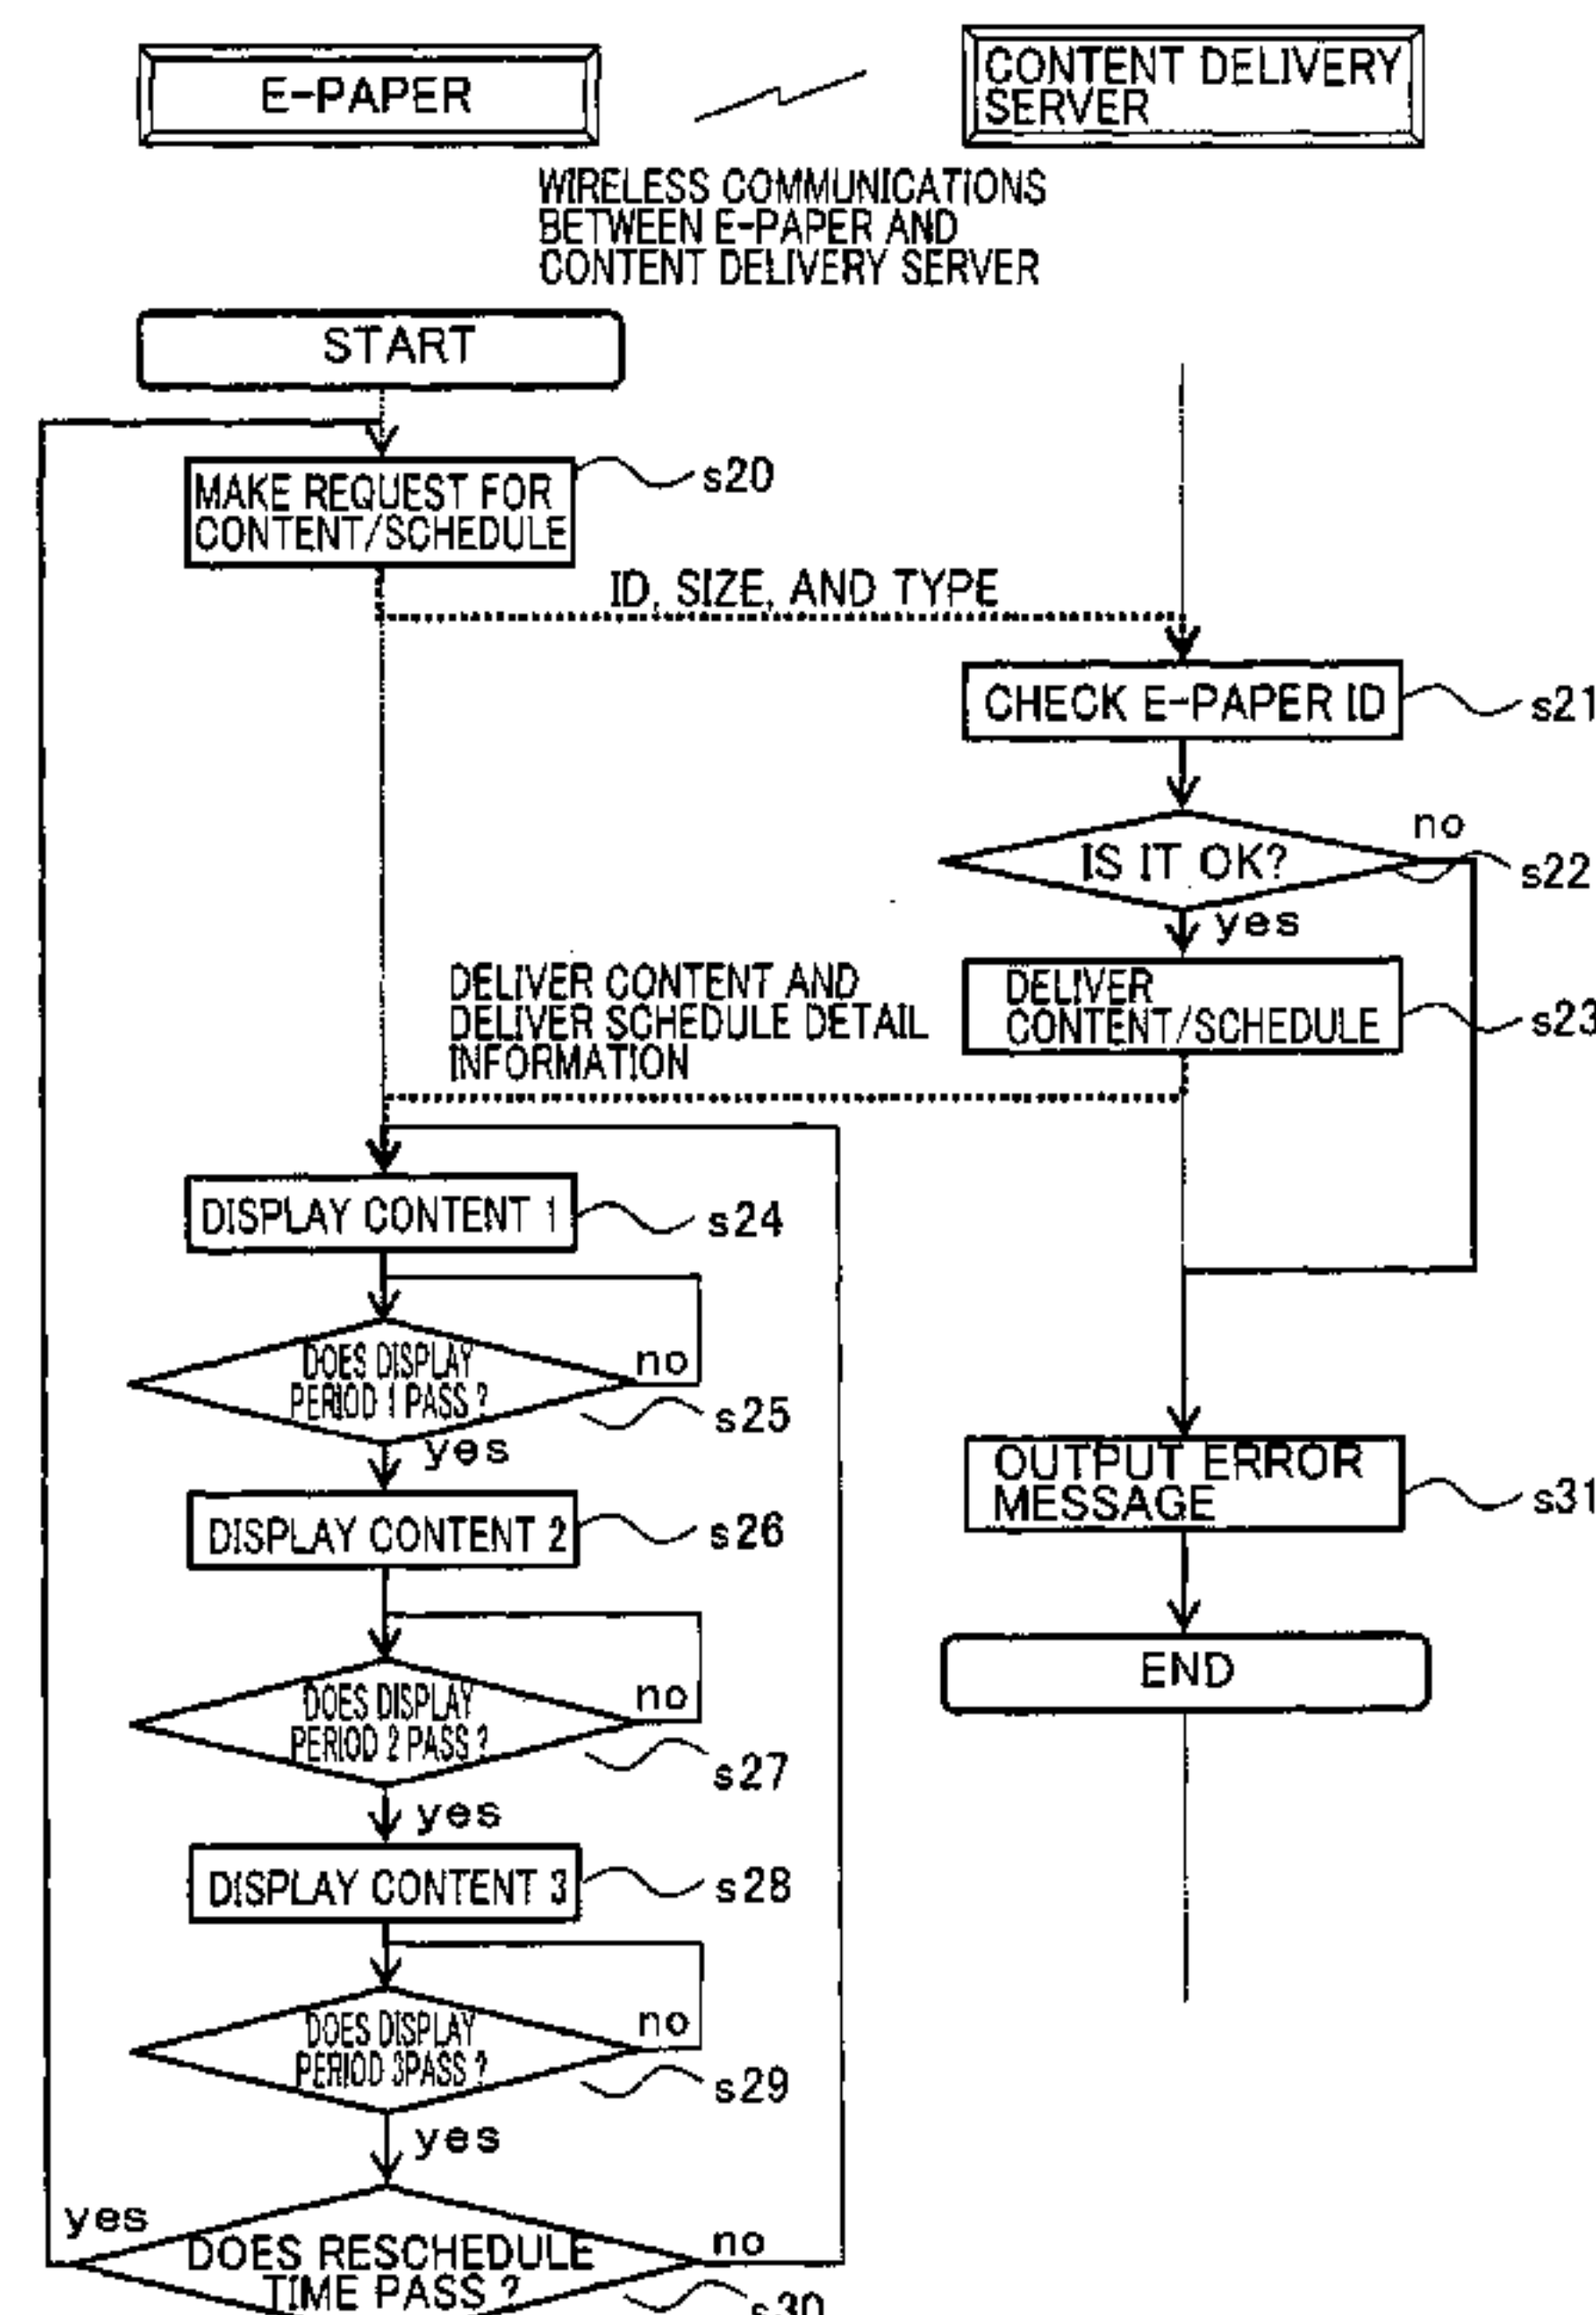 E-PAPER
CONTENT DELIVERY
SERVER
WIRELESS COMMUNICATIONS
BETWEEN E-PAPER AND
CONTENT DELIVERY SERVER
START
MAKE REQUEST FOR
CONTENT/SCHEDULE
s20
ID, SIZE, AND TYPE
CHECK E-PAPER ID
s21
IS IT OK?
no
s22
yes
DELIVER CONTENT AND
DELIVER SCHEDULE DETAIL
INFORMATION
DELIVER
CONTENT/SCHEDULE
s23
DISPLAY CONTENT 1
s24
DOES DISPLAY
PERIOD 1 PASS ?
no
s25
yes
OUTPUT ERROR
MESSAGE
s31
DISPLAY CONTENT 2
s26
END
DOES DISPLAY
PERIOD 2 PASS ?
no
s27
yes
DISPLAY CONTENT 3
s28
DOES DISPLAY
PERIOD 3PASS ?
no
s29
yes
yes
DOES RESCHEDULE
TIME PASS ?
no
s30